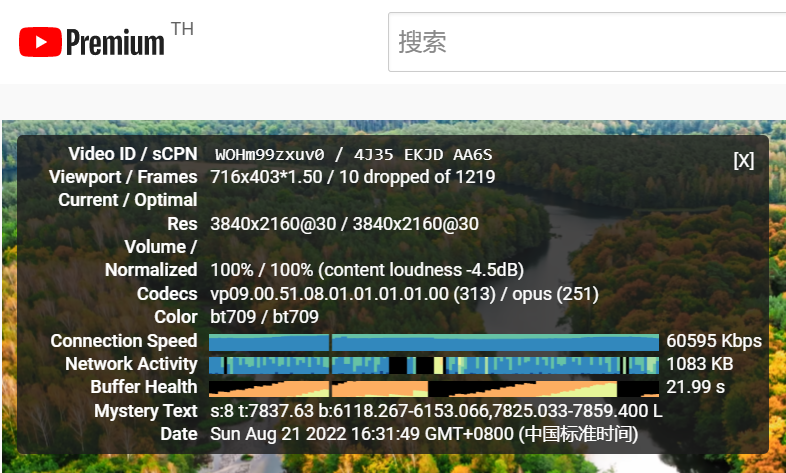 Premium TH
搜索
[X]
Video ID / sCPN WOHm99zxuv0 / 4J35 EKJD AA6S
Viewport / Frames 716x403*1.50 / 10 dropped of 1219
Current / Optimal
Res 3840x2160@30 / 3840x2160@30
Volume /
Normalized 100% / 100% (content loudness -4.5dB)
Codecs vp09.00.51.08.01.01.01.01.00 (313) / opus (251)
Color bt709 / bt709
Connection Speed 60595 Kbps
Network Activity 1083 KB
Buffer Health 21.99 s
Mystery Text s:8 t:7837.63 b:6118.267-6153.066,7825.033-7859.400 L
Date Sun Aug 21 2022 16:31:49 GMT+0800 (中国标准时间)